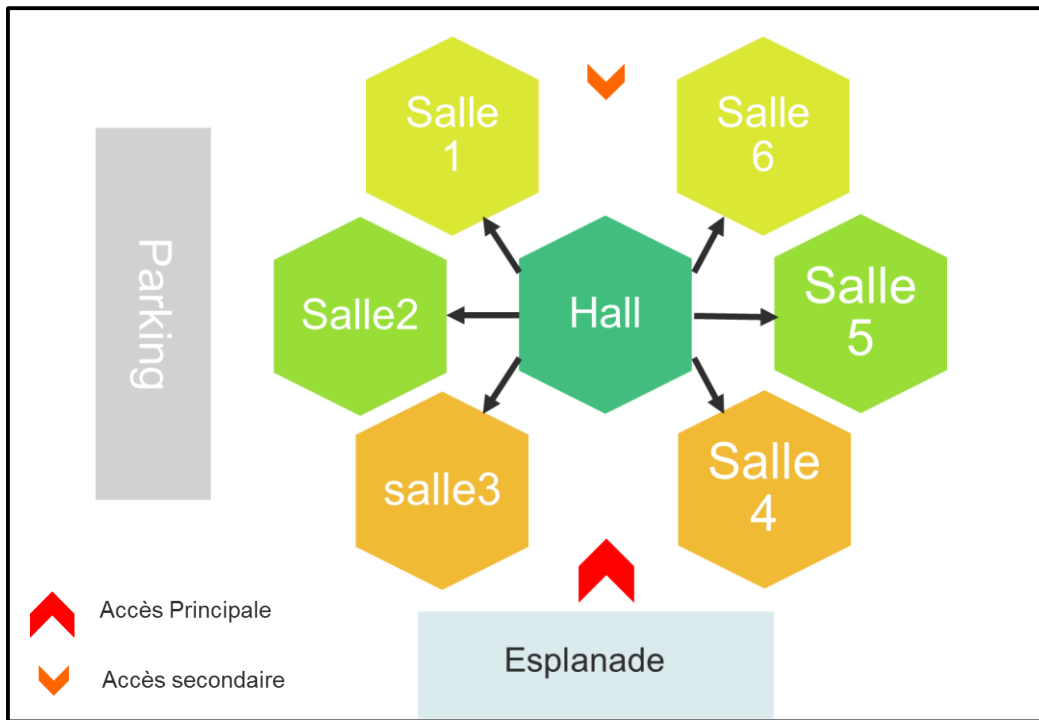 Salle
1
Salle
6
Parking
Salle2
Hall
Salle
5
salle3
Salle
4
Accès Principale
Esplanade
Accès secondaire